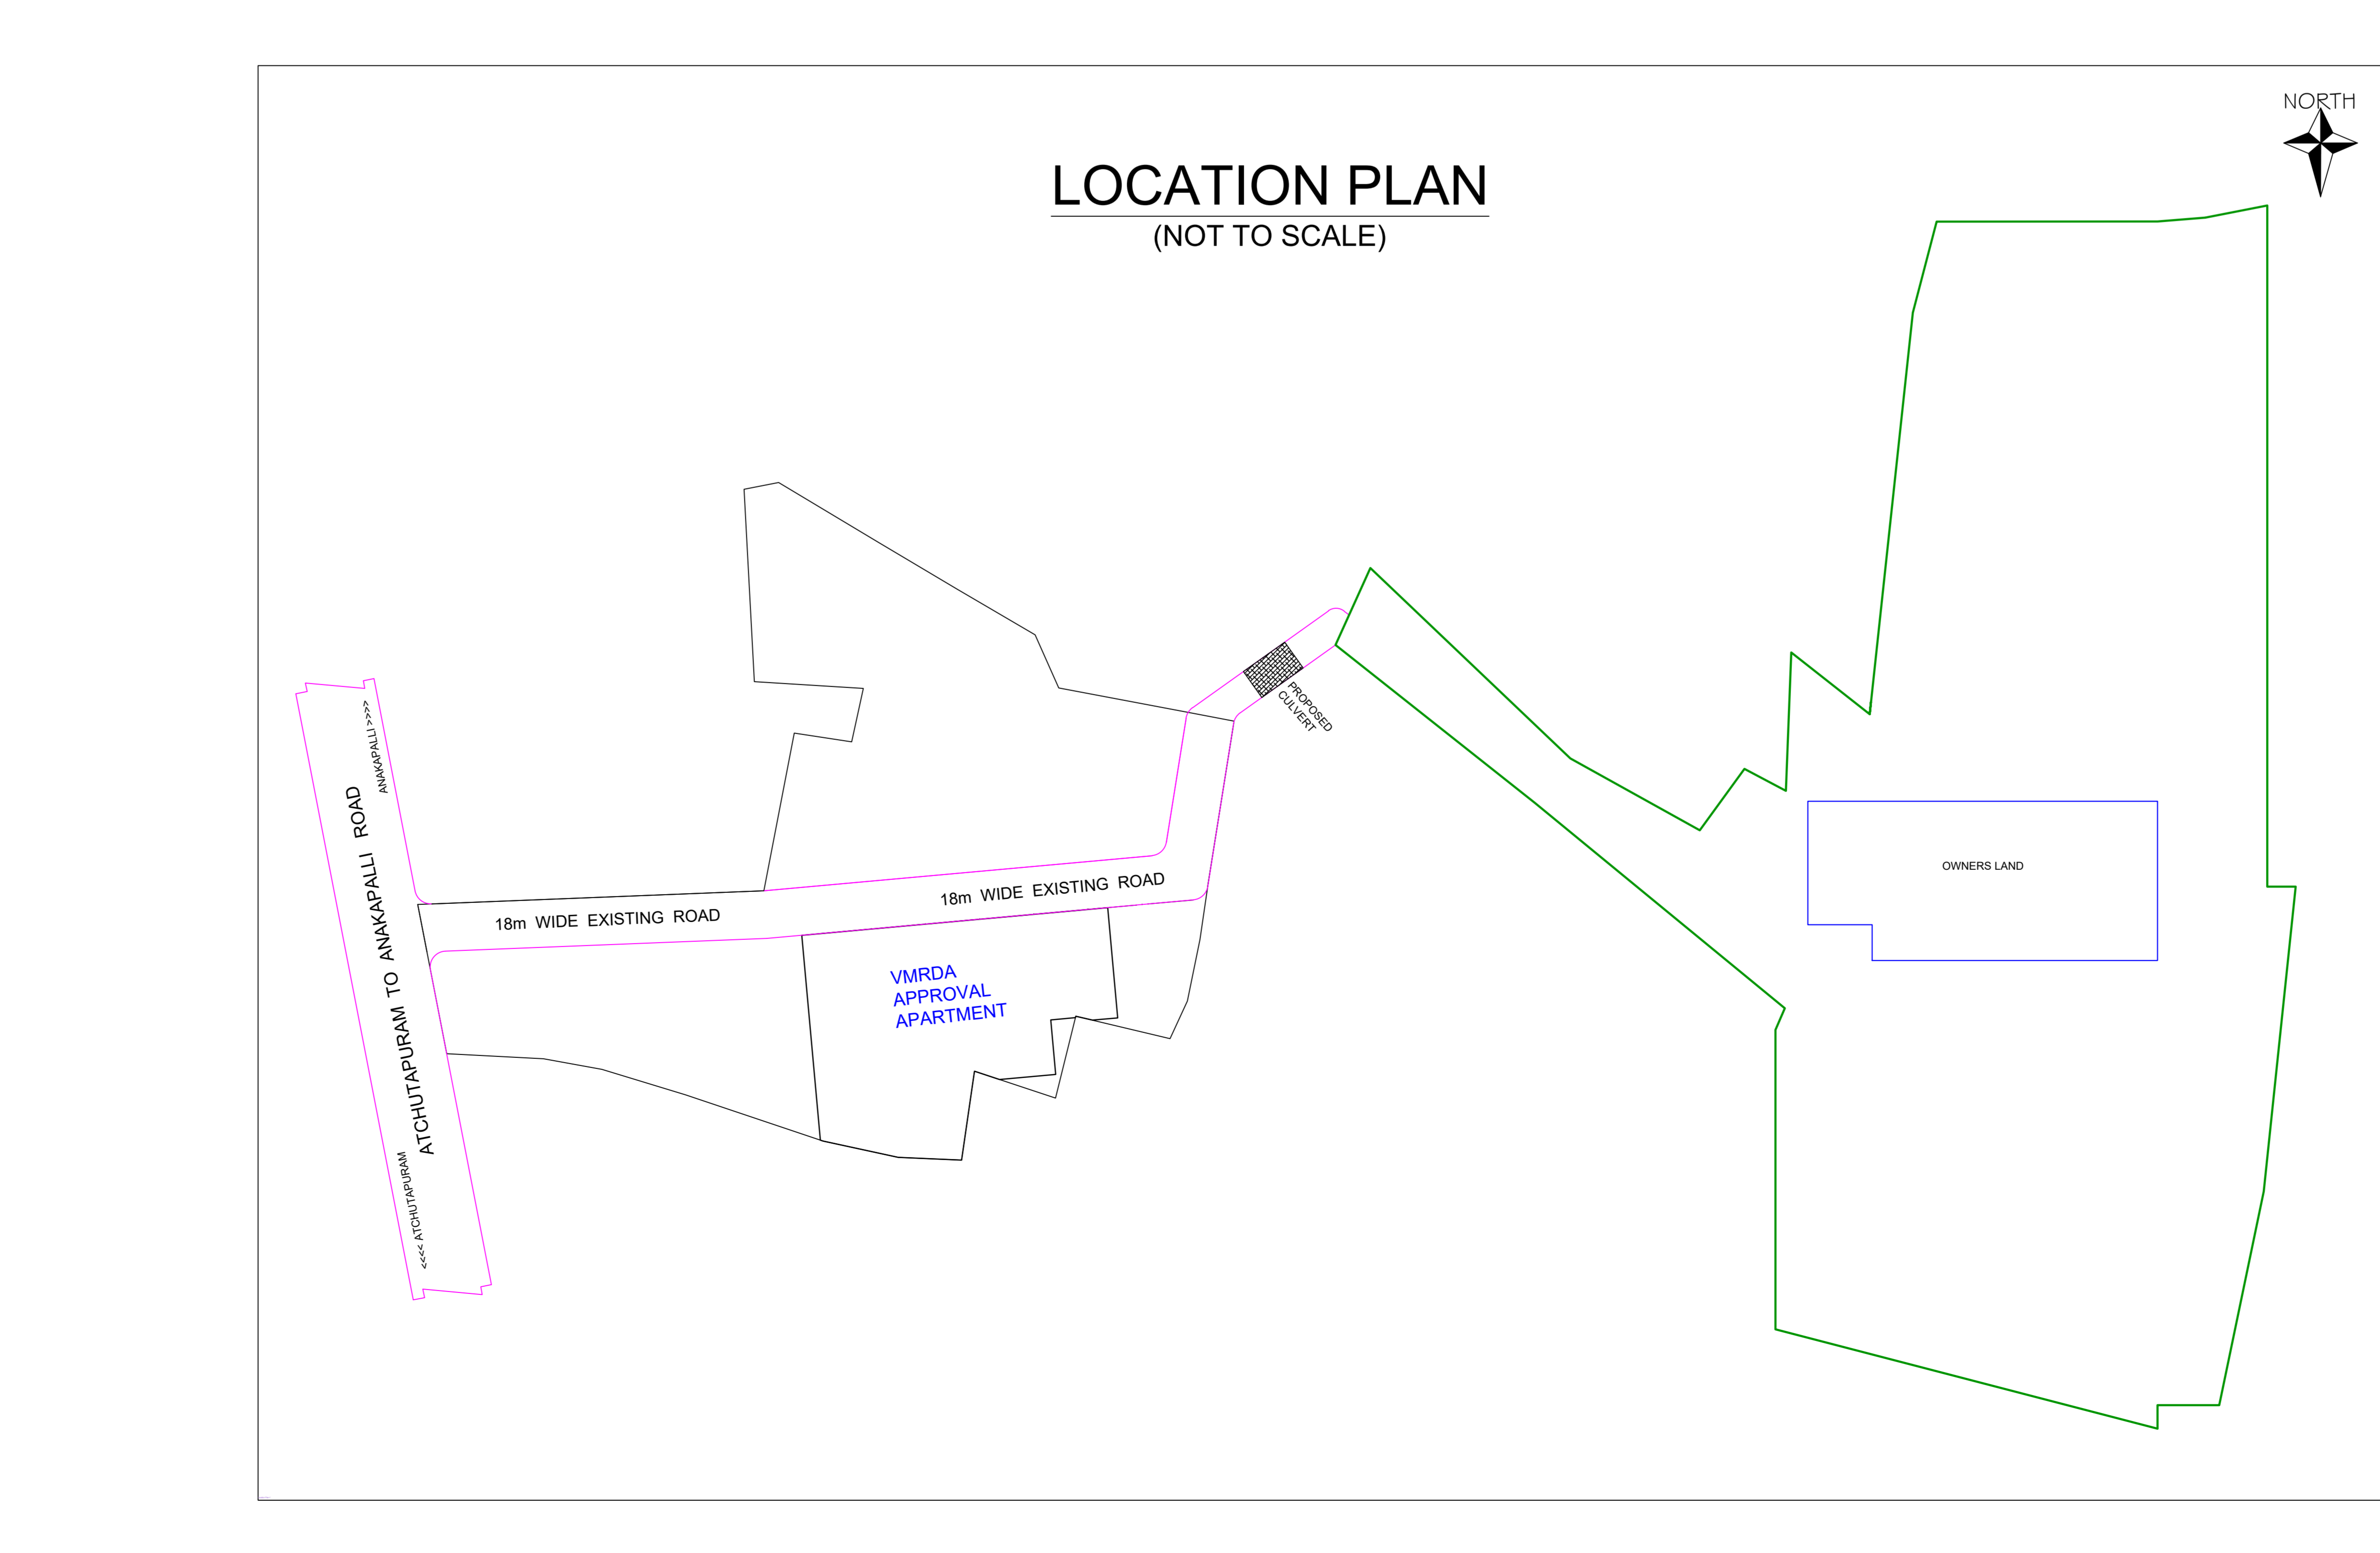 NORTH
LOCATION PLAN
(NOT TO SCALE)
PROPOSED
CULVERT
ANAKAPALLI >>>>
ATCHUTAPURAM TO ANAKAPALLI ROAD
<<<< ATCHUTAPURAM
18m WIDE EXISTING ROAD
18m WIDE EXISTING ROAD
OWNERS LAND
VMRDA
APPROVAL
APARTMENT